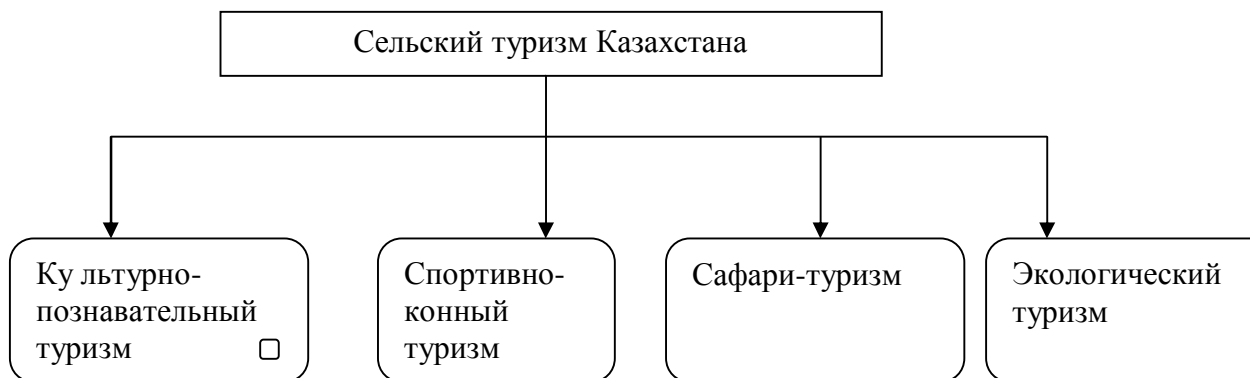 Сельский туризм Казахстана
Ку льтурно-
познавательный
туризм
Спортивно-
конный
туризм
Сафари-туризм
Экологический
туризм